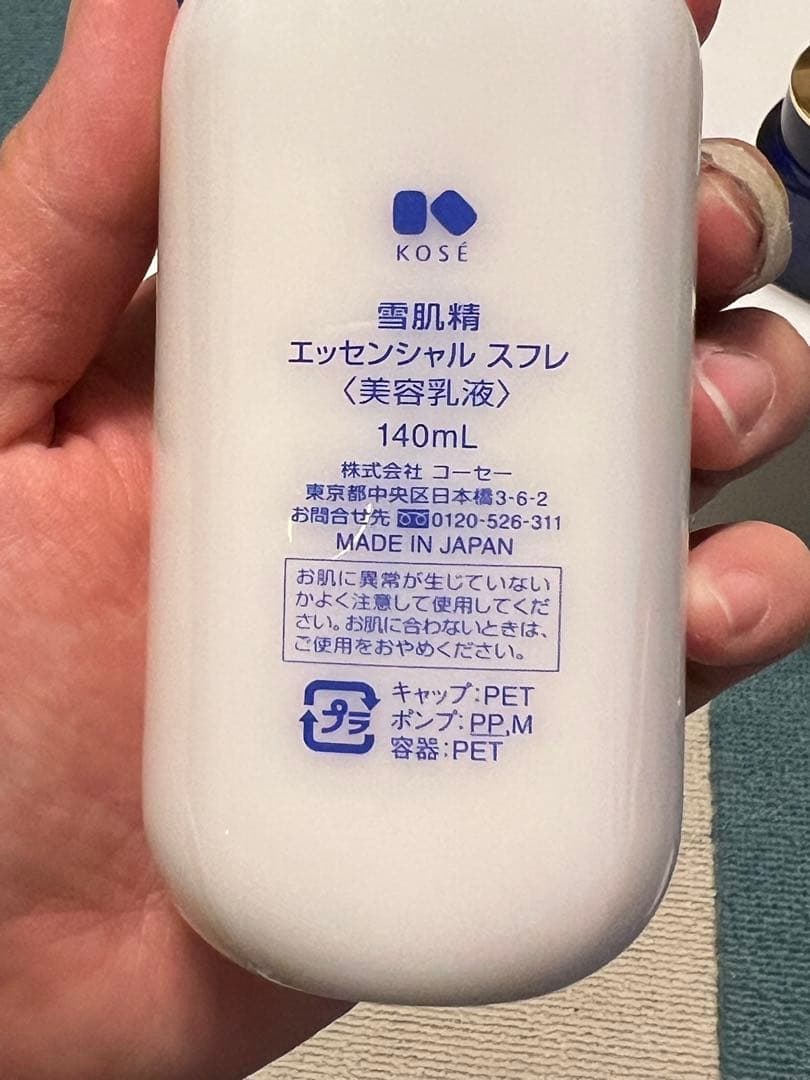 KOSÉ
雪肌精
エッセンシャル スフレ
〈美容乳液〉
140mL
株式会社 コーセー
東京都中央区日本橋3-6-2
お問合せ先 0120-526-311
MADE IN JAPAN
お肌に異常が生じていない
かよく注意して使用してくだ
さい。お肌に合わないときは、
ご使用をおやめください。
プラ
キャップ:PET
ポンプ:PP,M
容器:PET